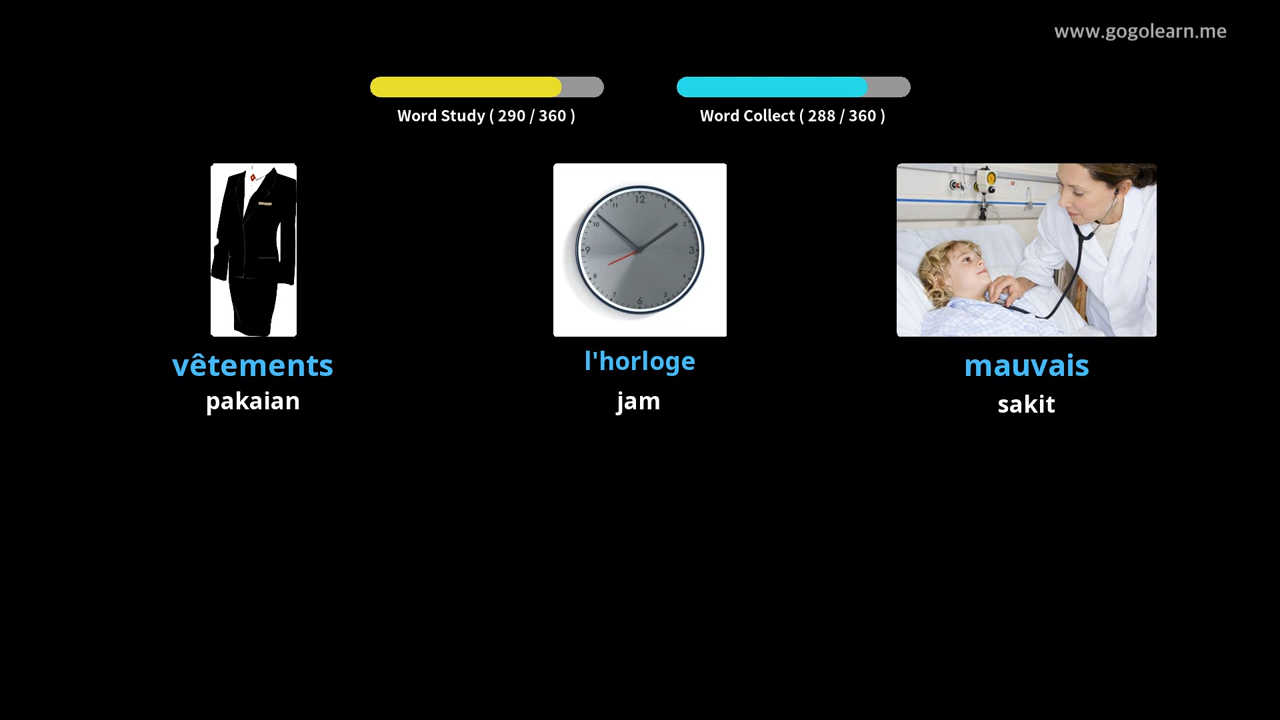 www.gogolearn.me
Word Study ( 290 / 360 )
Word Collect ( 288 / 360 )
vêtements
pakaian
l'horloge
jam
mauvais
sakit